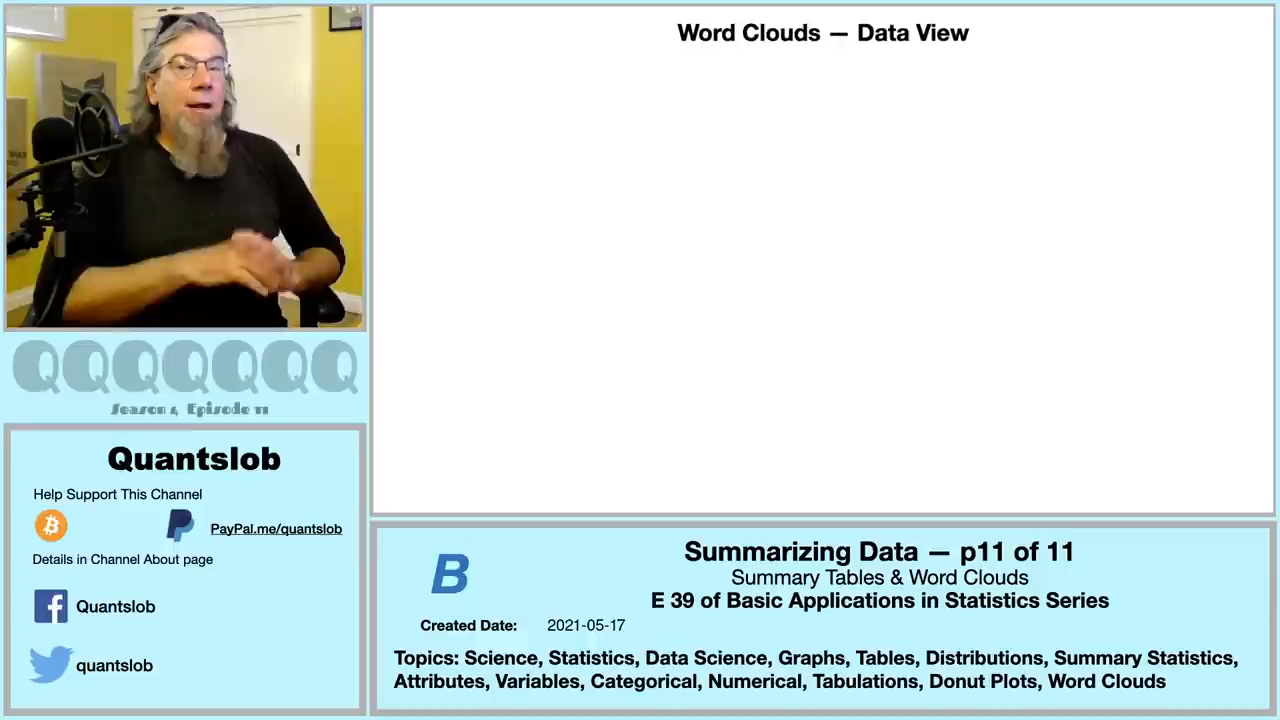 Word Clouds — Data View
QQQQQQQ
Season 4 Episode 11
Quantslob
Help Support This Channel
PayPal.me/quantslob
Details in Channel About page
Quantslob
quantslob
B
Summarizing Data — p11 of 11
Summary Tables & Word Clouds
E 39 of Basic Applications in Statistics Series
Created Date: 2021-05-17
Topics: Science, Statistics, Data Science, Graphs, Tables, Distributions, Summary Statistics,
Attributes, Variables, Categorical, Numerical, Tabulations, Donut Plots, Word Clouds